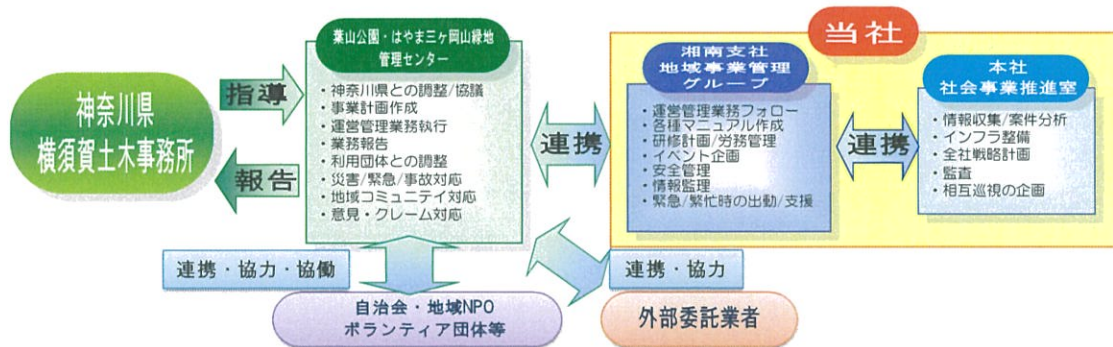 葉山公園・はやま三ヶ岡山緑地
管理センター
当社
湘南支社
地域事業管理
グループ
本社
社会事業推進室
神奈川県
横須賀土木事務所
指導
報告
・神奈川県との調整/協議
・事業計画作成
・運営管理業務執行
・業務報告
・利用団体との調整
・災害/緊急/事故対応
・地域コミュニテイ対応
・意見・クレーム対応
連携
・運営管理業務フォロー
・各種マニュアル作成
・研修計画/労務管理
・イベント企画
・安全管理
・情報監理
・緊急/繁忙時の出動/支援
連携
・情報収集/案件分析
・インフラ整備
・全社戦略計画
・監査
・相互巡視の企画
連携・協力・協働
連携・協力
自治会・地域NPO
ボランティア団体等
外部委託業者